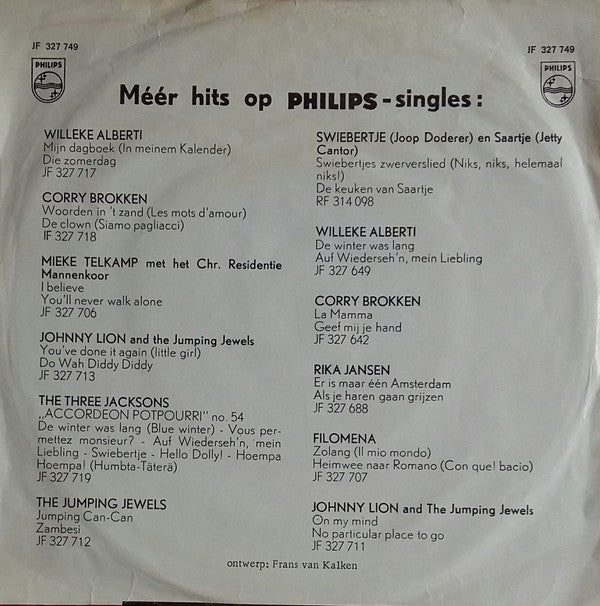 JF 327 749
JF 327 749
PHILIPS
PHILIPS
Méér hits op PHILIPS-singles:
WILLEKE ALBERTI
Mijn dagboek (In meinem Kalender)
Die zomerdag
JF 327 717
CORRY BROKKEN
Woorden in 't zand (Les mots d'amour)
De clown (Siamo pagliacci)
JF 327 718
MIEKE TELKAMP met het Chr. Residentie
Mannenkoor
I believe
You'll never walk alone
JF 327 706
JOHNNY LION and the Jumping Jewels
You've done it again (little girl)
Do Wah Diddy Diddy
JF 327 713
THE THREE JACKSONS
„ACCORDEON POTPOURRI" no. 54
De winter was lang (Blue winter) - Vous per-
mettez monsieur? - Auf Wiederseh'n, mein
Liebling - Swiebertje - Hello Dolly! - Hoempa
Hoempa! (Humbta-Täterä)
JF 327 719
THE JUMPING JEWELS
Jumping Can-Can
Zambesi
JF 327 712
SWIEBERTJE (Joop Doderer) en Saartje (Jetty
Cantor)
Swiebertjes zwerverslied (Niks, niks, helemaal
niks!)
De keuken van Saartje
RF 314 098
WILLEKE ALBERTI
De winter was lang
Auf Wiederseh'n, mein Liebling
JF 327 649
CORRY BROKKEN
La Mamma
Geef mij je hand
JF 327 642
RIKA JANSEN
Er is maar één Amsterdam
Als je haren gaan grijzen
JF 327 688
FILOMENA
Zolang (Il mio mondo)
Heimwee naar Romano (Con que! bacio)
JF 327 707
JOHNNY LION and The Jumping Jewels
On my mind
No particular place to go
JF 327 711
ontwerp: Frans van Kalken